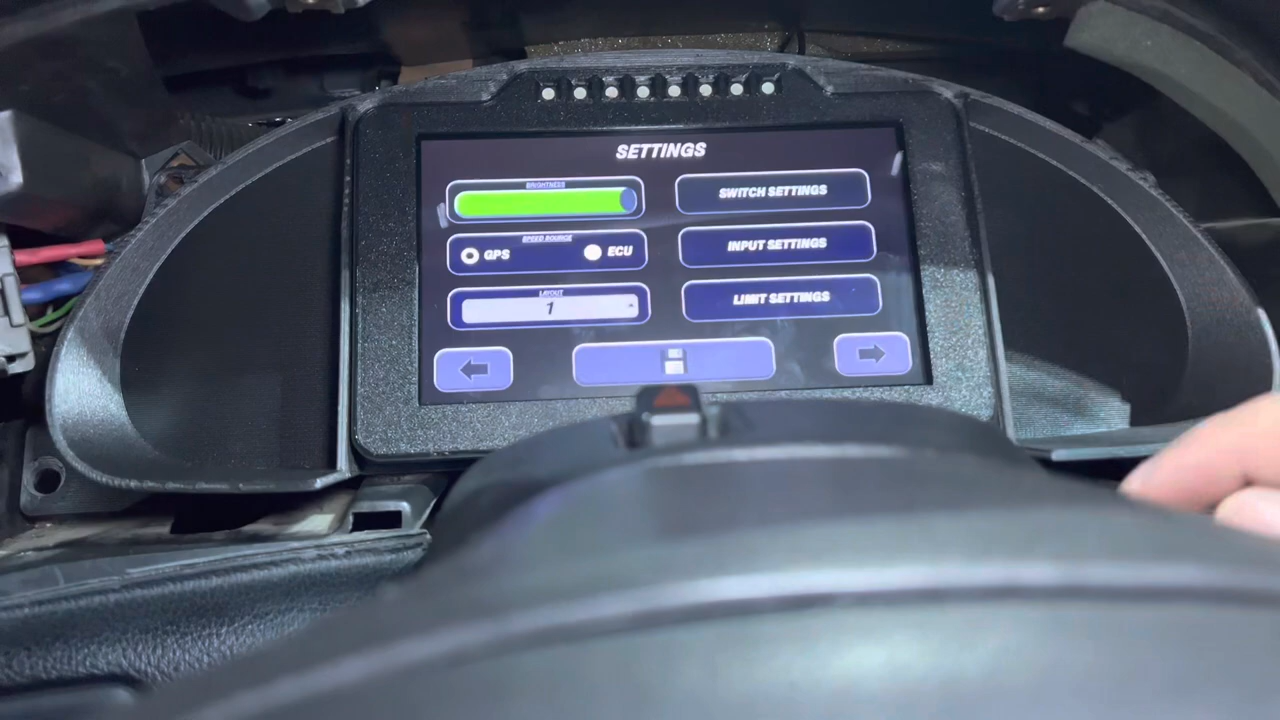 SETTINGS
BRIGHTNESS
SWITCH SETTINGS
SPEED SOURCE
GPS
ECU
INPUT SETTINGS
LAYOUT
1
LIMIT SETTINGS